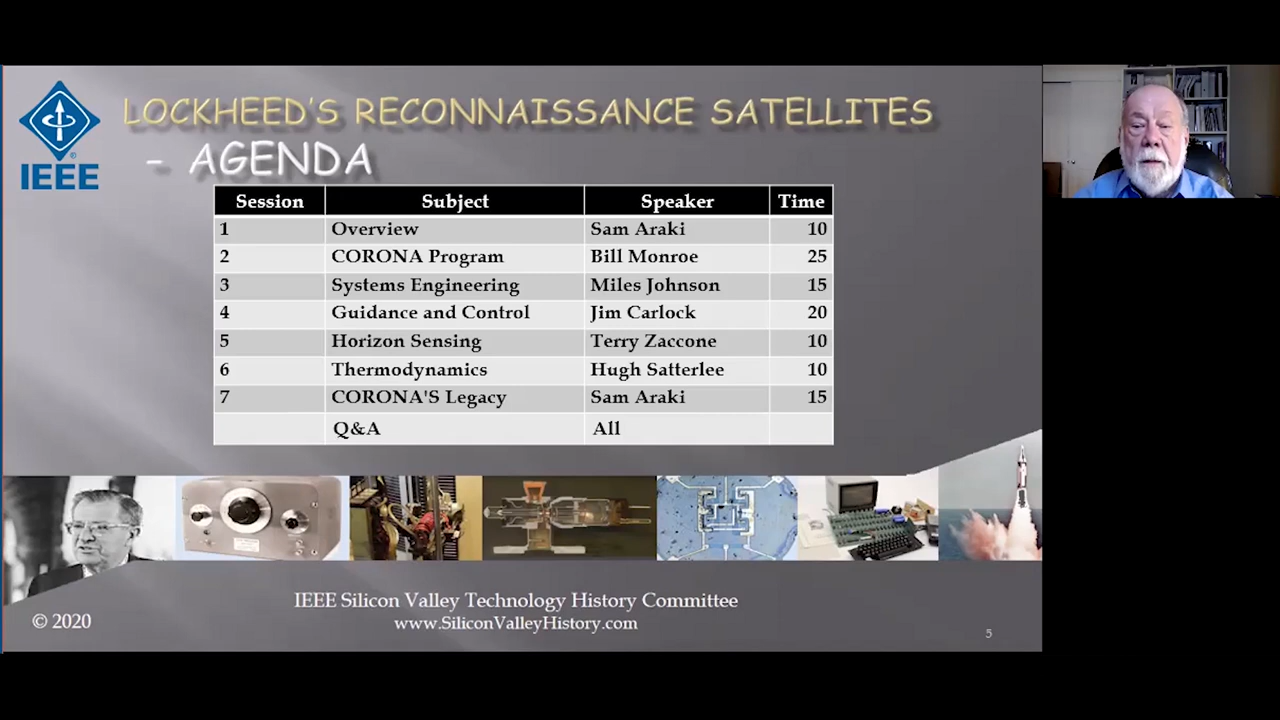 LOCKHEED'S RECONNAISSANCE SATELLITES
- AGENDA
IEEE
Session Subject Speaker Time
1 Overview Sam Araki 10
2 CORONA Program Bill Monroe 25
3 Systems Engineering Miles Johnson 15
4 Guidance and Control Jim Carlock 20
5 Horizon Sensing Terry Zaccone 10
6 Thermodynamics Hugh Satterlee 10
7 CORONA'S Legacy Sam Araki 15
Q&A All
IEEE Silicon Valley Technology History Committee
© 2020
www.SiliconValleyHistory.com
5